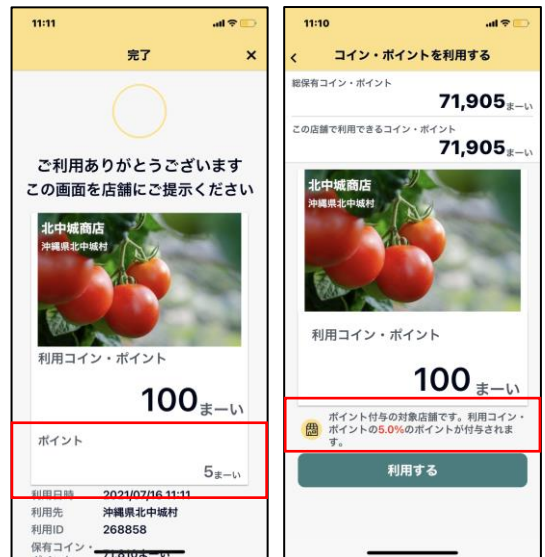 11:11
完了
×
ご利用ありがとうございます
この画面を店舗にご提示ください
北中城商店
沖縄県北中城村
利用コイン・ポイント
100まーい
ポイント
5まーい
利用日時 2021/07/16 11:11
利用先 沖縄県北中城村
利用ID 268858
保有コイン・
71,810まーい
11:10
< コイン・ポイントを利用する
総保有コイン・ポイント
71,905まーい
この店舗で利用できるコイン・ポイント
71,905まーい
北中城商店
沖縄県北中城村
利用コイン・ポイント
100まーい
ポイント付与の対象店舗です。利用コイン・
ポイントの5.0%のポイントが付与されま
す。
利用する